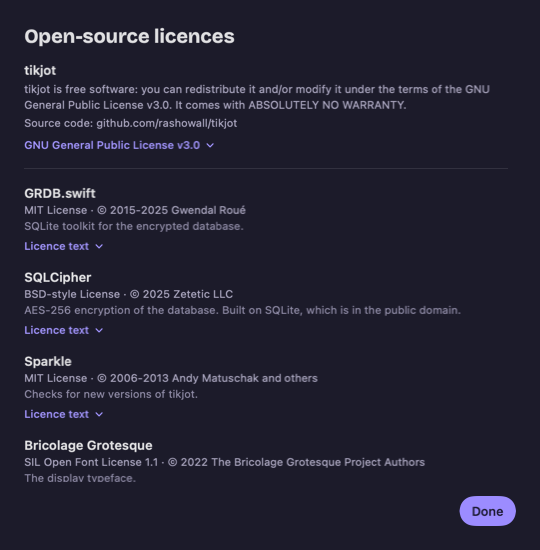 Open-source licences
tikjot
tikjot is free software: you can redistribute it and/or modify it under the terms of the GNU
General Public License v3.0. It comes with ABSOLUTELY NO WARRANTY.
Source code: github.com/rashowall/tikjot
GNU General Public License v3.0
GRDB.swift
MIT License · © 2015-2025 Gwendal Roué
SQLite toolkit for the encrypted database.
Licence text
SQLCipher
BSD-style License · © 2025 Zetetic LLC
AES-256 encryption of the database. Built on SQLite, which is in the public domain.
Licence text
Sparkle
MIT License · © 2006-2013 Andy Matuschak and others
Checks for new versions of tikjot.
Licence text
Bricolage Grotesque
SIL Open Font License 1.1 · © 2022 The Bricolage Grotesque Project Authors
The display typeface.
Done